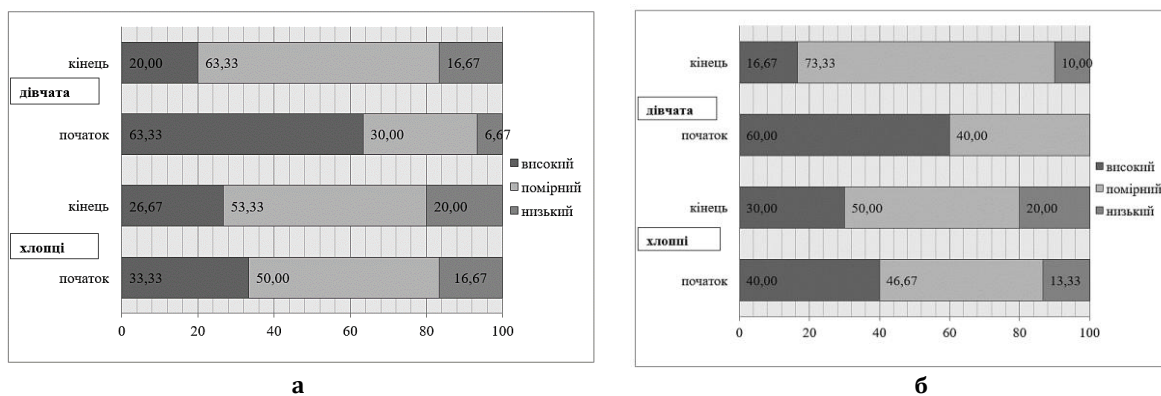 кінець
20,00 63,33 16,67
дівчата
початок
63,33 30,00 6,67
високий
помірний
низький
кінець
26,67 53,33 20,00
хлопці
початок
33,33 50,00 16,67
0 20 40 60 80 100
а
кінець
16,67 73,33 10,00
дівчата
початок
60,00 40,00
високий
помірний
низький
кінець
30,00 50,00 20,00
хлопці
початок
40,00 46,67 13,33
0 20 40 60 80 100
б